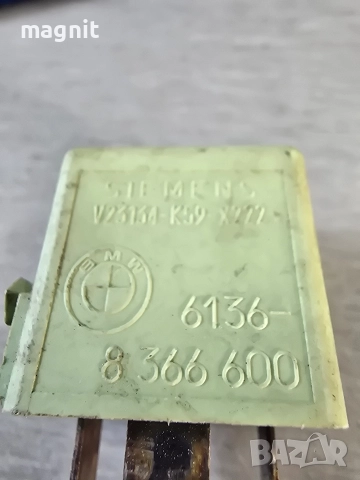 magnit
SIEMENS
V23134-K59-X222
BMW
6136-
8 366 600
BAZAR